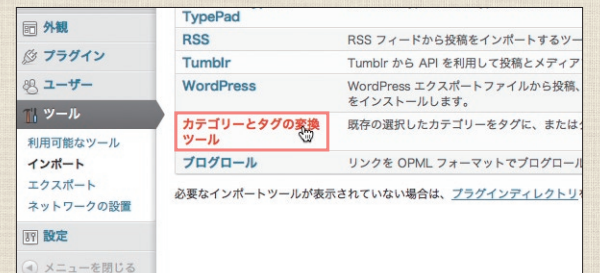 外観
プラグイン
ユーザー
ツール
利用可能なツール
インポート
エクスポート
ネットワークの設置
設定
メニューを閉じる
TypePad
RSS
RSS フィードから投稿をインポートするツー
Tumblr
Tumblr から API を利用して投稿とメディア
WordPress
WordPress エクスポートファイルから投稿、
をインストールします。
カテゴリーとタグの変換
ツール
既存の選択したカテゴリーをタグに、または
ブログロール
リンクを OPML フォーマットでブログロール
必要なインポートツールが表示されていない場合は、プラグインディレクトリ